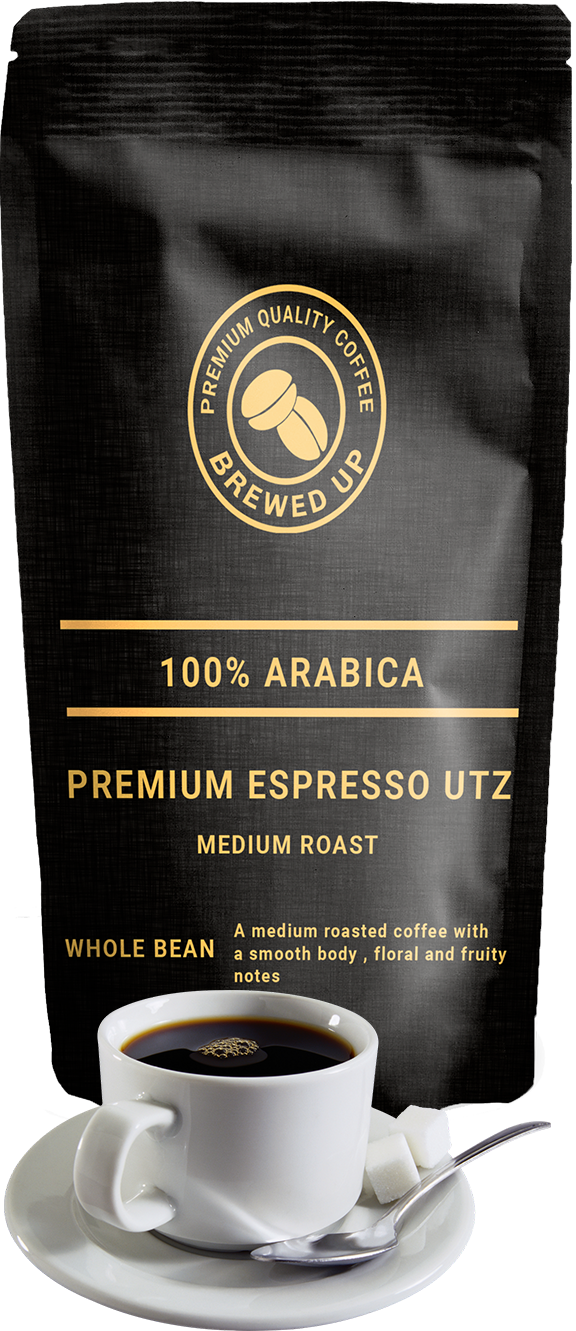 PREMIUM QUALITY COFFEE
BREWED UP
100% ARABICA
PREMIUM ESPRESSO UTZ
MEDIUM ROAST
WHOLE BEAN
A medium roasted coffee with
a smooth body , floral and fruity
notes